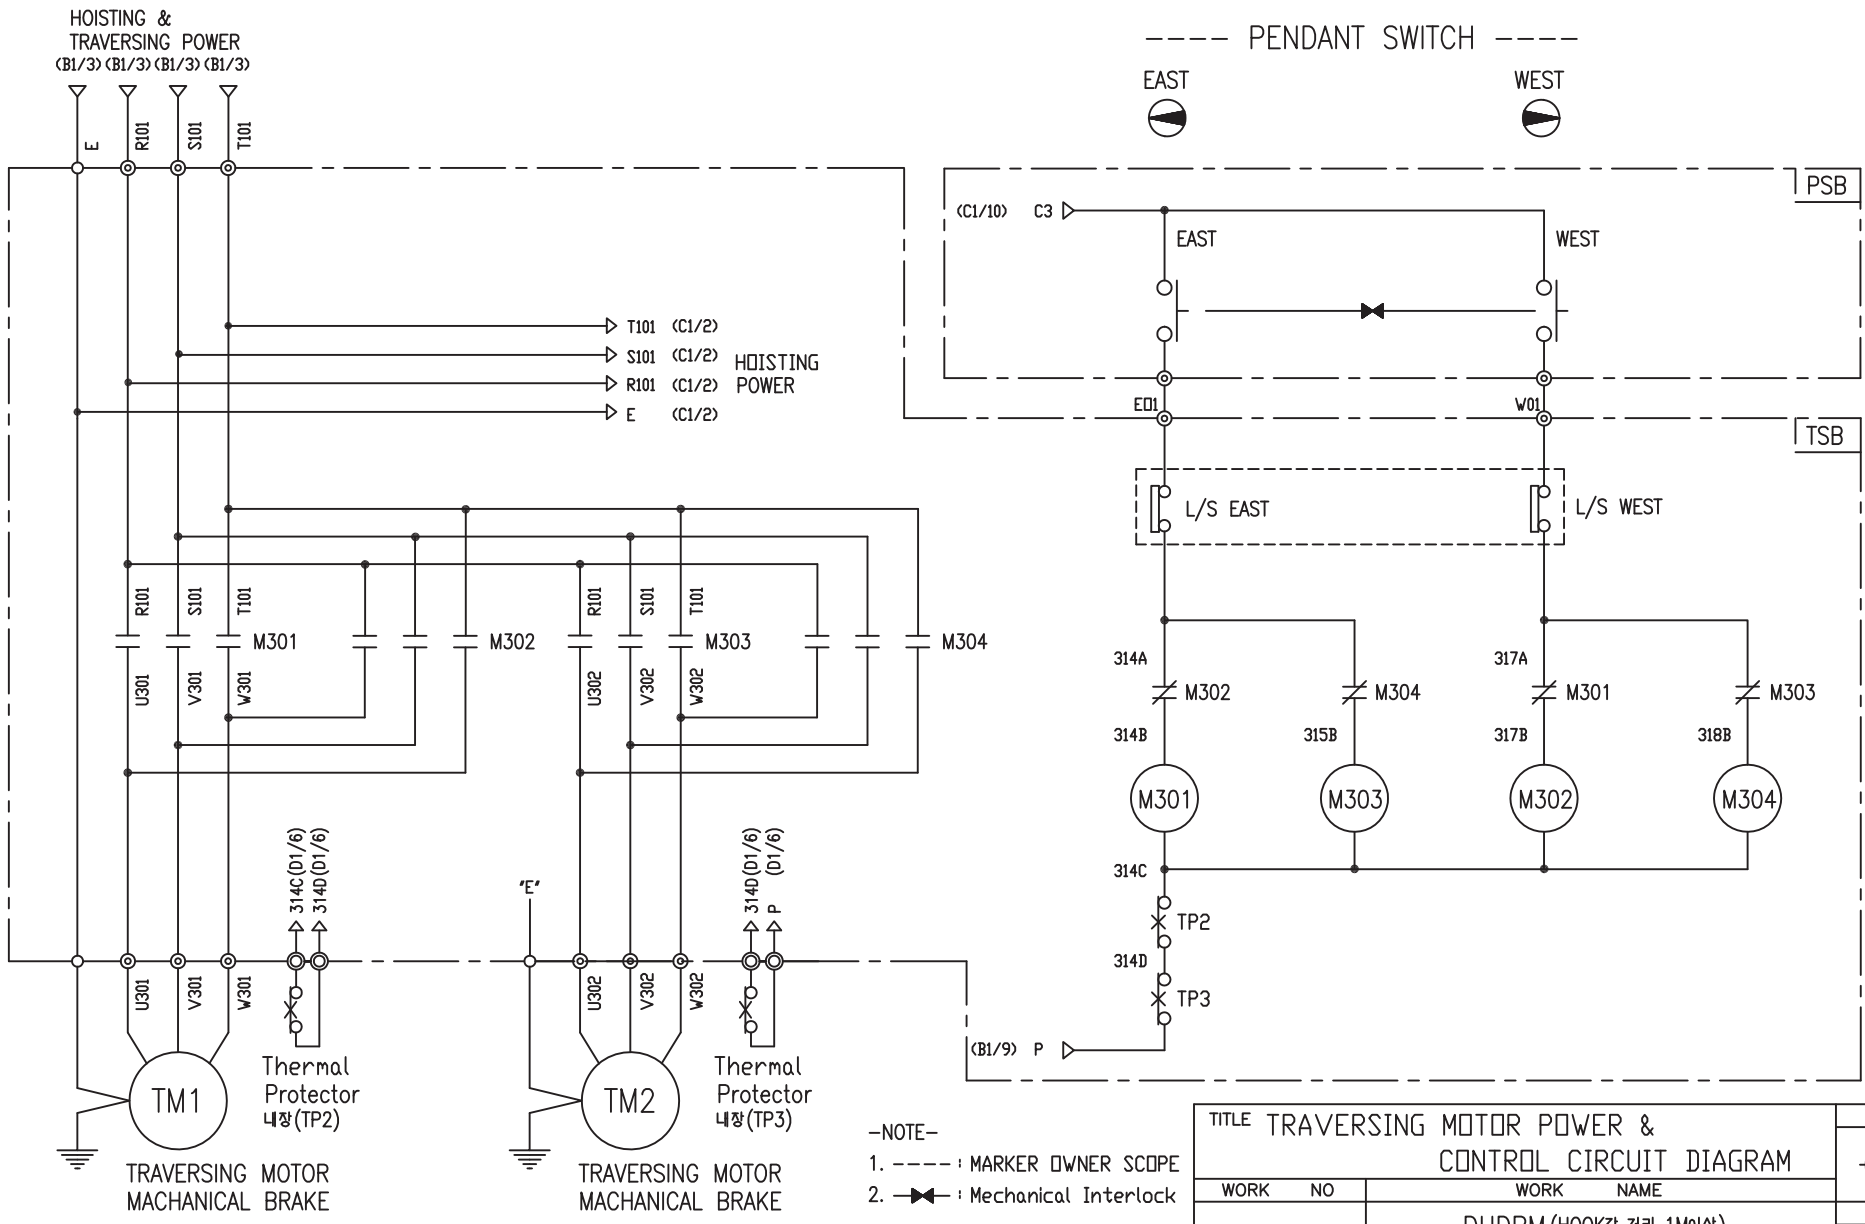 HOISTING &
TRAVERSING POWER
(B1/3) (B1/3) (B1/3) (B1/3)
E
R101
S101
T101
T101 (C1/2)
S101 (C1/2)
R101 (C1/2)
E (C1/2)
HOISTING
POWER
R101
S101
T101
M301
M302
R101
S101
T101
M303
M304
U301
V301
W301
U302
V302
W302
314C(D1/6)
314D(D1/6)
"E"
314D(D1/6)
P (D1/6)
U301
V301
W301
U302
V302
W302
TM1
Thermal
Protector
내장(TP2)
TM2
Thermal
Protector
내장(TP3)
TRAVERSING MOTOR
MACHANICAL BRAKE
TRAVERSING MOTOR
MACHANICAL BRAKE
---- PENDANT SWITCH ----
EAST
WEST
PSB
(C1/10) C3
EAST
WEST
E01
W01
TSB
L/S EAST
L/S WEST
314A
317A
M302
M304
M301
M303
314B
315B
317B
318B
M301
M303
M302
M304
314C
TP2
314D
TP3
(B1/9) P
-NOTE-
1. ----- : MARKER OWNER SCOPE
2. : Mechanical Interlock
TITLE TRAVERSING MOTOR POWER &
CONTROL CIRCUIT DIAGRAM
WORK NO
WORK NAME